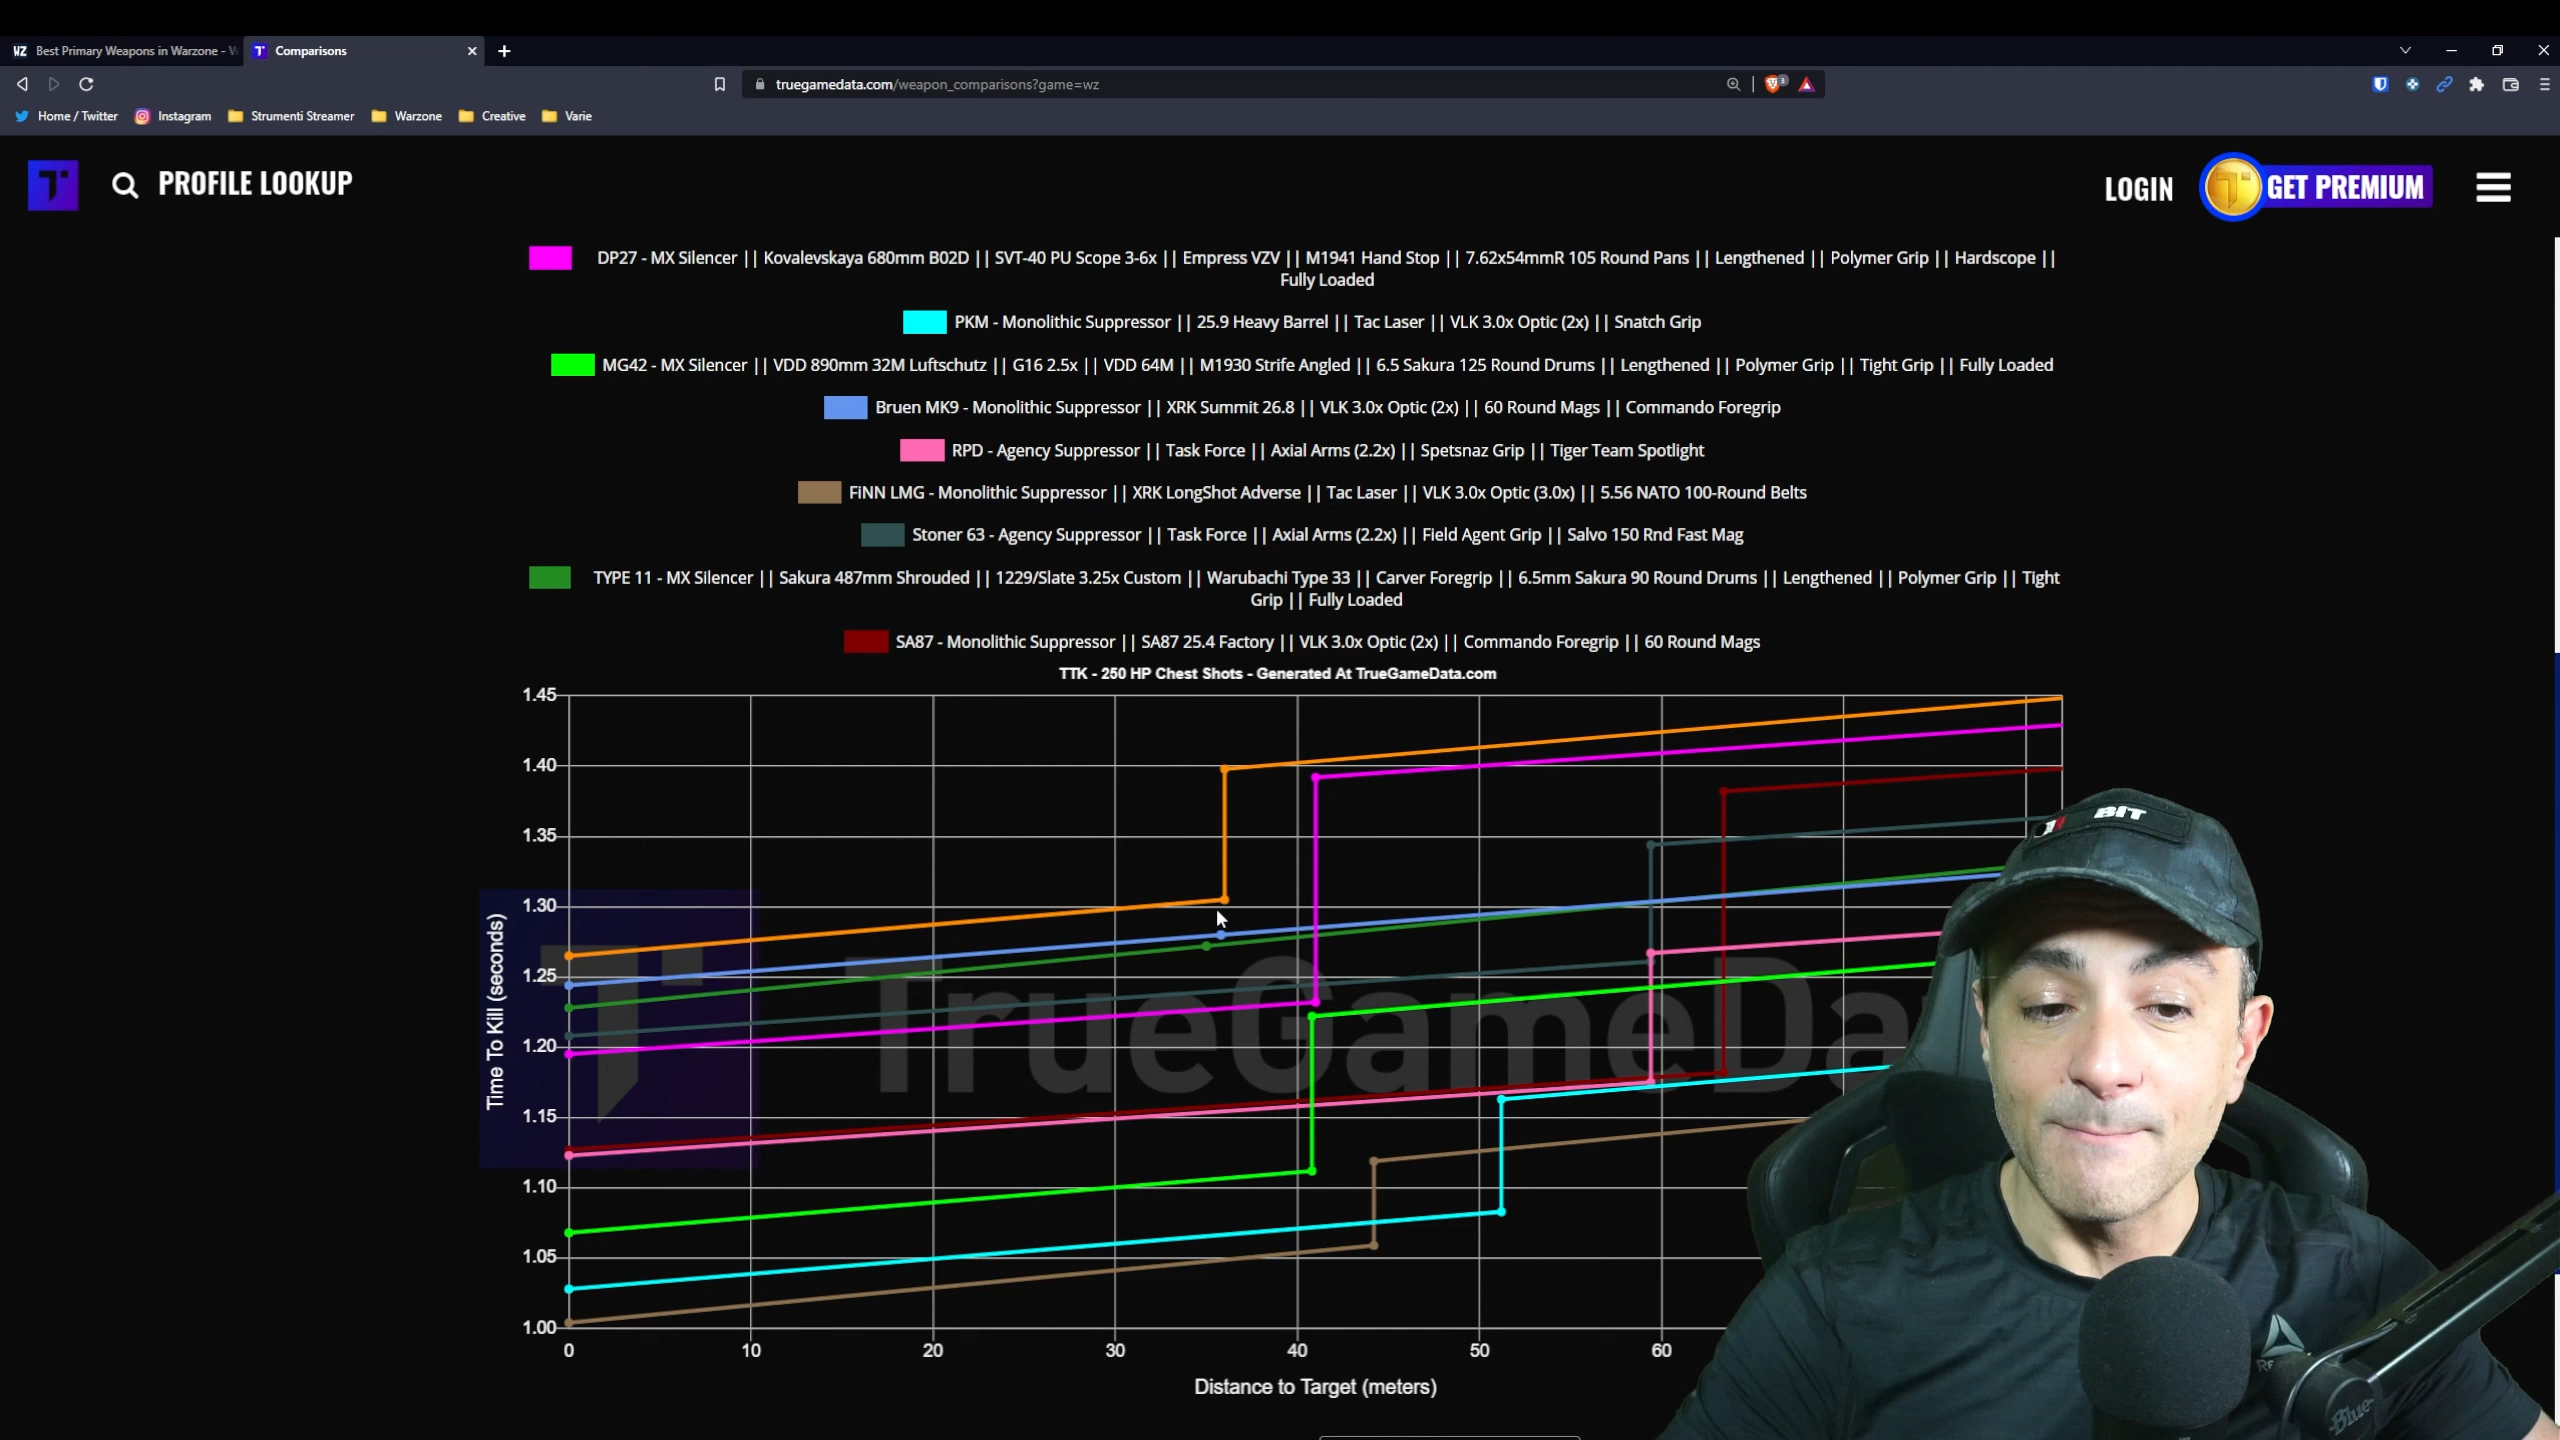 WZ Best Primary Weapons in Warzone - W
Comparisons
truegamedata.com/weapon_comparisons?game=wz
3
Home / Twitter
Instagram
Strumenti Streamer
Warzone
Creative
Varie
PROFILE LOOKUP
LOGIN
GET PREMIUM
DP27 - MX Silencer || Kovalevskaya 680mm B02D || SVT-40 PU Scope 3-6x || Empress VZV || M1941 Hand Stop || 7.62x54mmR 105 Round Pans || Lengthened || Polymer Grip || Hardscope ||
Fully Loaded
PKM - Monolithic Suppressor || 25.9 Heavy Barrel || Tac Laser || VLK 3.0x Optic (2x) || Snatch Grip
MG42 - MX Silencer || VDD 890mm 32M Luftschutz || G16 2.5x || VDD 64M || M1930 Strife Angled || 6.5 Sakura 125 Round Drums || Lengthened || Polymer Grip || Tight Grip || Fully Loaded
Bruen MK9 - Monolithic Suppressor || XRK Summit 26.8 || VLK 3.0x Optic (2x) || 60 Round Mags || Commando Foregrip
RPD - Agency Suppressor || Task Force || Axial Arms (2.2x) || Spetsnaz Grip || Tiger Team Spotlight
FiNN LMG - Monolithic Suppressor || XRK LongShot Adverse || Tac Laser || VLK 3.0x Optic (3.0x) || 5.56 NATO 100-Round Belts
Stoner 63 - Agency Suppressor || Task Force || Axial Arms (2.2x) || Field Agent Grip || Salvo 150 Rnd Fast Mag
TYPE 11 - MX Silencer || Sakura 487mm Shrouded || 1229/Slate 3.25x Custom || Warubachi Type 33 || Carver Foregrip || 6.5mm Sakura 90 Round Drums || Lengthened || Polymer Grip || Tight
Grip || Fully Loaded
SA87 - Monolithic Suppressor || SA87 25.4 Factory || VLK 3.0x Optic (2x) || Commando Foregrip || 60 Round Mags
TTK - 250 HP Chest Shots - Generated At TrueGameData.com
1.45
1.40
1.35
1.30
1.25
1.20
1.15
1.10
1.05
1.00
Time To Kill (seconds)
TrueGameDa
0 10 20 30 40 50 60
Distance to Target (meters)
BIT
Blue